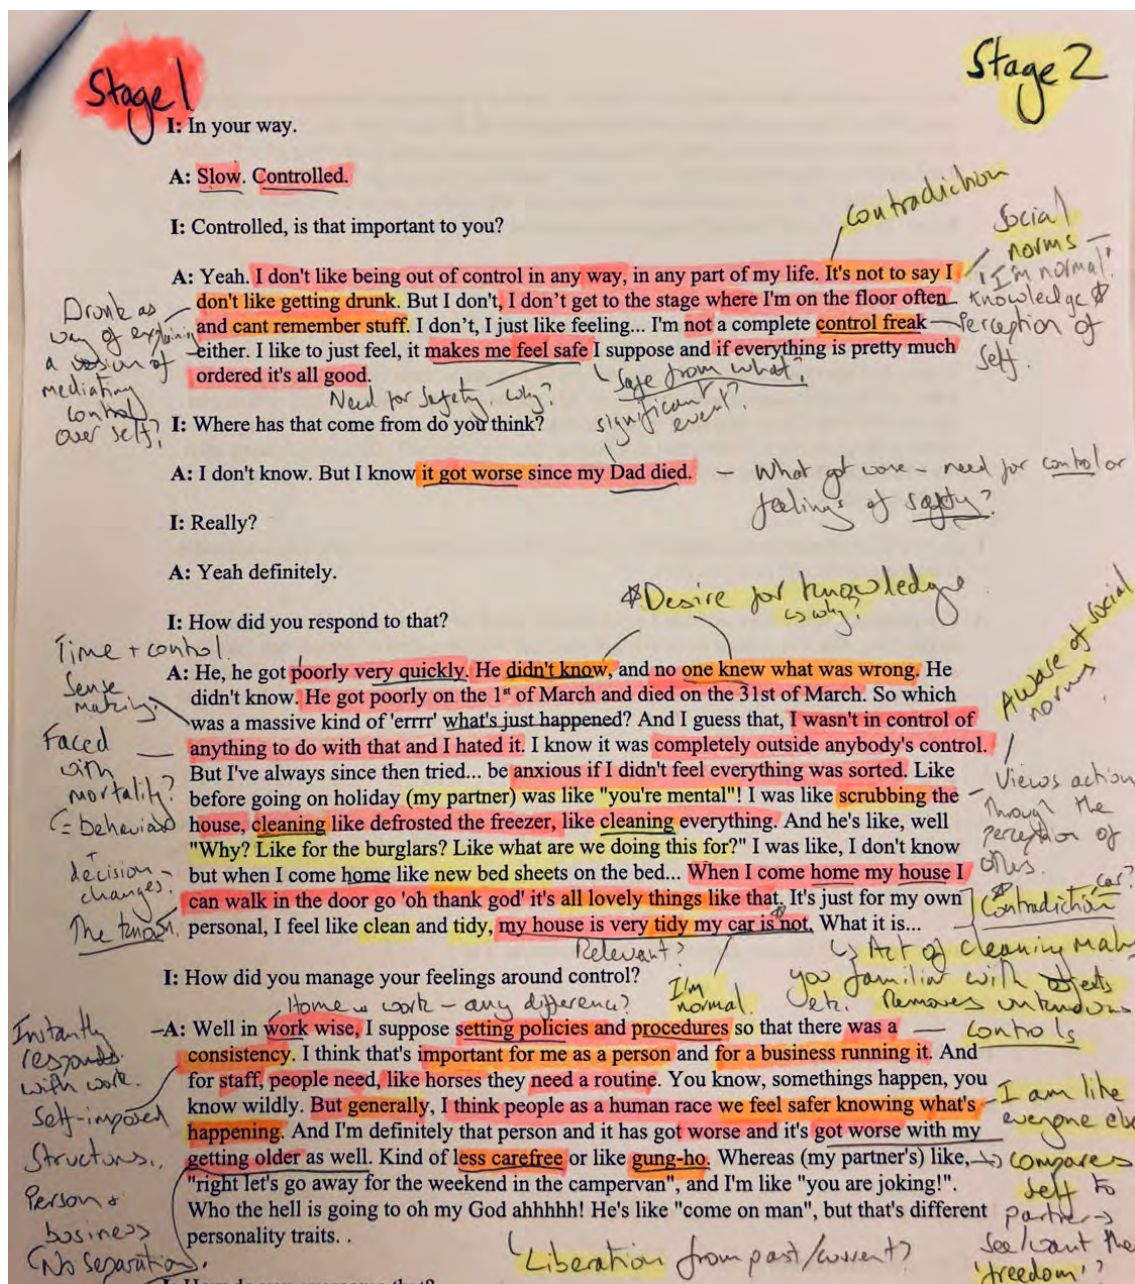 Stage 1
Stage 2
I: In your way.
A: Slow. Controlled.
I: Controlled, is that important to you?
contradiction
Social
norms –
"I'm normal!"
Knowledge &
Perception of
self.
A: Yeah. I don't like being out of control in any way, in any part of my life. It's not to say I
don't like getting drunk. But I don't, I don't get to the stage where I'm on the floor often
and cant remember stuff. I don't, I just like feeling... I'm not a complete control freak
either. I like to just feel, it makes me feel safe I suppose and if everything is pretty much
ordered it's all good.
Drunk as
way of explaining
a version of
mediating
control
over self?
Need for safety. Why?
Safe from what?
significant
event?
I: Where has that come from do you think?
A: I don't know. But I know it got worse since my Dad died.
– What got worse – need for control or
feelings of safety?
I: Really?
A: Yeah definitely.
Desire for knowledge
↳ why?
I: How did you respond to that?
Time + control.
Sense
making.
Faced
with
mortality?
= behaviour
+
decision
changes.
The known.
A: He, he got poorly very quickly. He didn't know, and no one knew what was wrong. He
didn't know. He got poorly on the 1st of March and died on the 31st of March. So which
was a massive kind of 'errrr' what's just happened? And I guess that, I wasn't in control of
anything to do with that and I hated it. I know it was completely outside anybody's control.
But I've always since then tried... be anxious if I didn't feel everything was sorted. Like
before going on holiday (my partner) was like "you're mental"! I was like scrubbing the
house, cleaning like defrosted the freezer, like cleaning everything. And he's like, well
"Why? Like for the burglars? Like what are we doing this for?" I was like, I don't know
but when I come home like new bed sheets on the bed... When I come home my house I
can walk in the door go 'oh thank god' it's all lovely things like that. It's just for my own
personal, I feel like clean and tidy, my house is very tidy my car is not. What it is...
Aware of social
norms
Views action
through the
perception of
others.
car?
Contradiction
Relevant?
I'm
normal.
↳ Act of cleaning makes
you familiar with objects
etc. Removes unknowns
I: How did you manage your feelings around control?
Home vs work – any difference?
A: Well in work wise, I suppose setting policies and procedures so that there was a
consistency. I think that's important for me as a person and for a business running it. And
for staff, people need, like horses they need a routine. You know, somethings happen, you
know wildly. But generally, I think people as a human race we feel safer knowing what's
happening. And I'm definitely that person and it has got worse and it's got worse with my
getting older as well. Kind of less carefree or like gung-ho. Whereas (my partner's) like,
"right let's go away for the weekend in the campervan", and I'm like "you are joking!".
Who the hell is going to oh my God ahhhhh! He's like "come on man", but that's different
personality traits. .
Instantly
responds
with work.
Self-imposed
Structures.
Person &
business
No separation.
– controls
I am like
everyone else
→ compares
self to
partner →
see/want the
'freedom'?
Liberation from past/current?